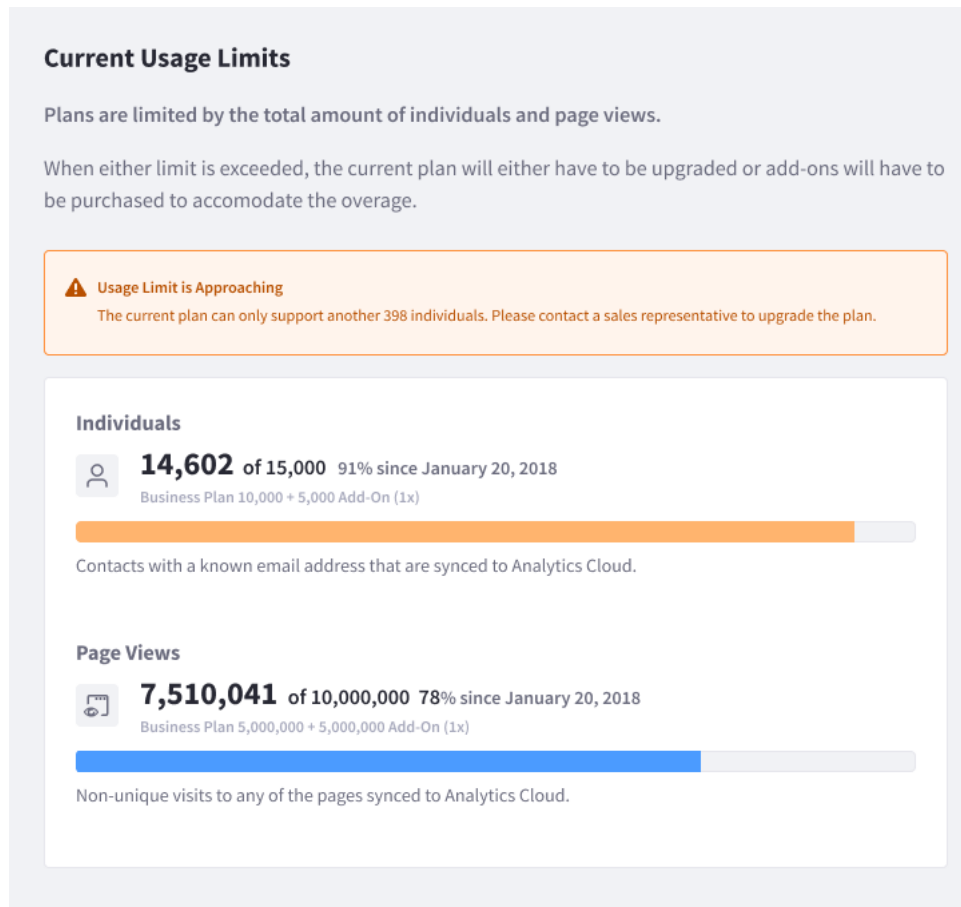 Current Usage Limits
Plans are limited by the total amount of individuals and page views.
When either limit is exceeded, the current plan will either have to be upgraded or add-ons will have to
be purchased to accomodate the overage.
Usage Limit is Approaching
The current plan can only support another 398 individuals. Please contact a sales representative to upgrade the plan.
Individuals
14,602 of 15,000 91% since January 20, 2018
Business Plan 10,000 + 5,000 Add-On (1x)
Contacts with a known email address that are synced to Analytics Cloud.
Page Views
7,510,041 of 10,000,000 78% since January 20, 2018
Business Plan 5,000,000 + 5,000,000 Add-On (1x)
Non-unique visits to any of the pages synced to Analytics Cloud.